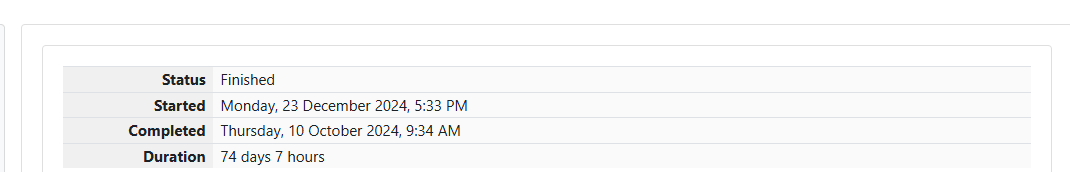 Status Finished
Started Monday, 23 December 2024, 5:33 PM
Completed Thursday, 10 October 2024, 9:34 AM
Duration 74 days 7 hours